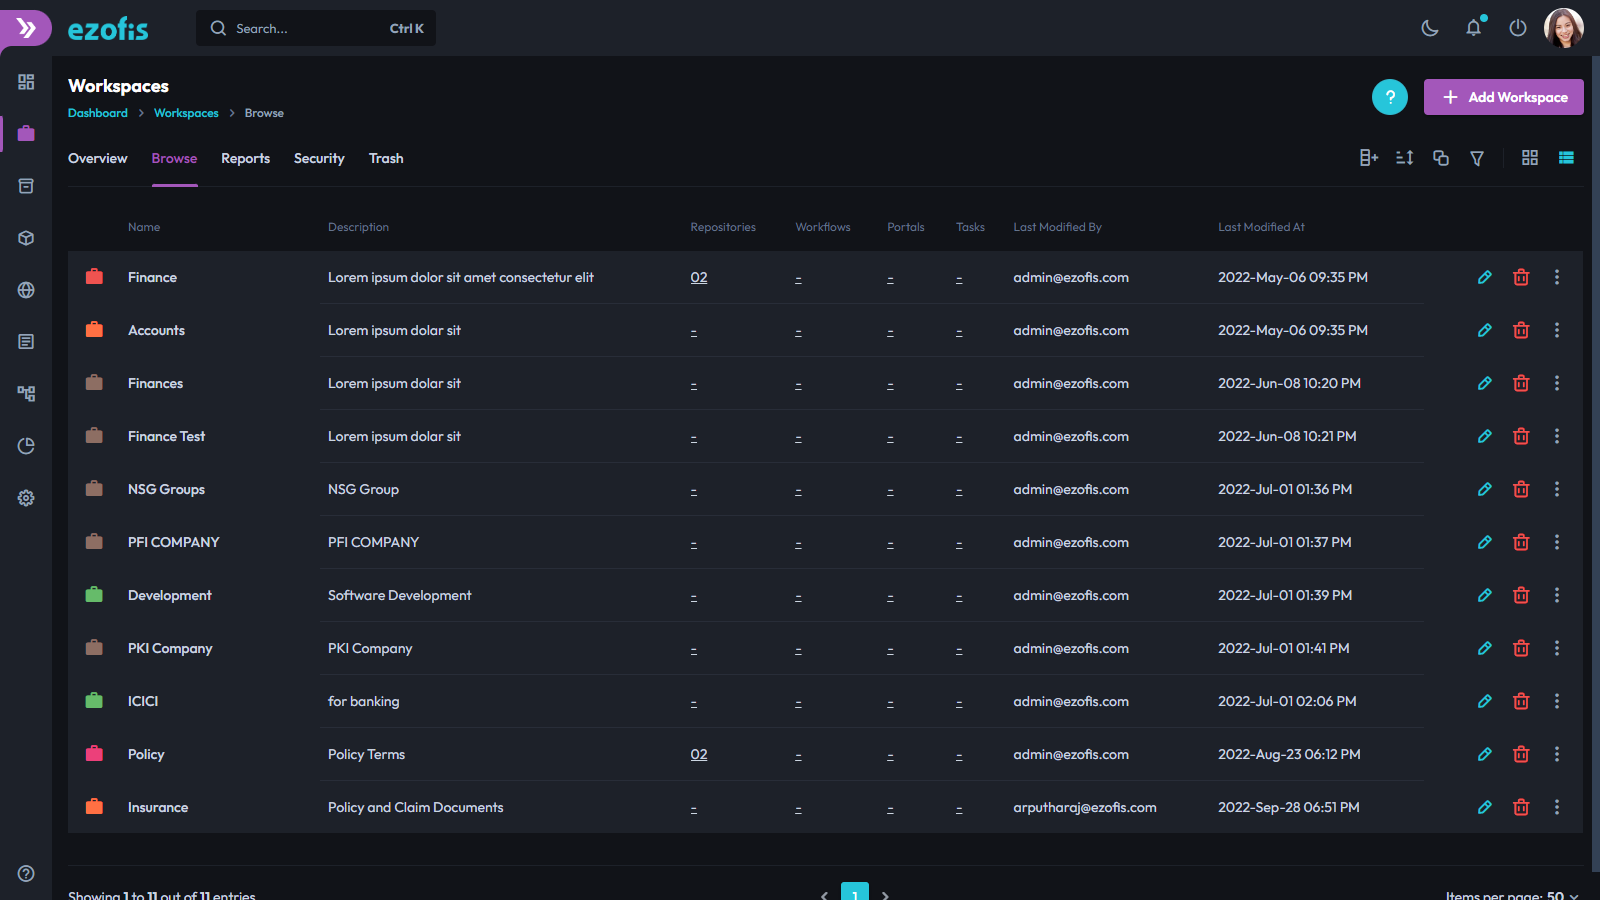 ezofis
Search... Ctrl K
Workspaces
Dashboard > Workspaces > Browse
?
+ Add Workspace
Overview Browse Reports Security Trash
Name Description Repositories Workflows Portals Tasks Last Modified By Last Modified At
Finance Lorem ipsum dolor sit amet consectetur elit 02 - - - admin@ezofis.com 2022-May-06 09:35 PM
Accounts Lorem ipsum dolar sit - - - - admin@ezofis.com 2022-May-06 09:35 PM
Finances Lorem ipsum dolar sit - - - - admin@ezofis.com 2022-Jun-08 10:20 PM
Finance Test Lorem ipsum dolar sit - - - - admin@ezofis.com 2022-Jun-08 10:21 PM
NSG Groups NSG Group - - - - admin@ezofis.com 2022-Jul-01 01:36 PM
PFI COMPANY PFI COMPANY - - - - admin@ezofis.com 2022-Jul-01 01:37 PM
Development Software Development - - - - admin@ezofis.com 2022-Jul-01 01:39 PM
PKI Company PKI Company - - - - admin@ezofis.com 2022-Jul-01 01:41 PM
ICICI for banking - - - - admin@ezofis.com 2022-Jul-01 02:06 PM
Policy Policy Terms 02 - - - admin@ezofis.com 2022-Aug-23 06:12 PM
Insurance Policy and Claim Documents - - - - arputharaj@ezofis.com 2022-Sep-28 06:51 PM
Showing 1 to 11 out of 11 entries < 1 > Items per page: 50